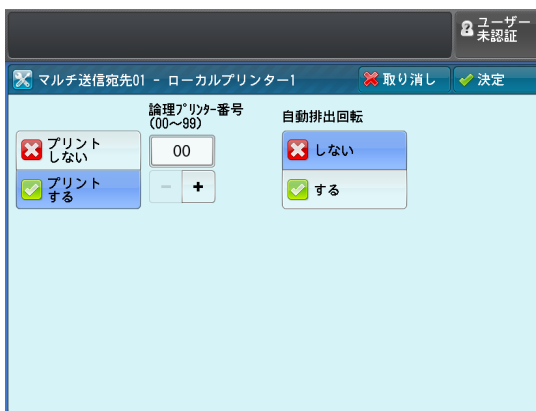 ユーザー
未認証
マルチ送信宛先01 - ローカルプリンター1
取り消し
決定
論理ﾌﾟﾘﾝﾀｰ番号
(00～99)
自動排出回転
プリント
しない
00
しない
プリント
する
- +
する